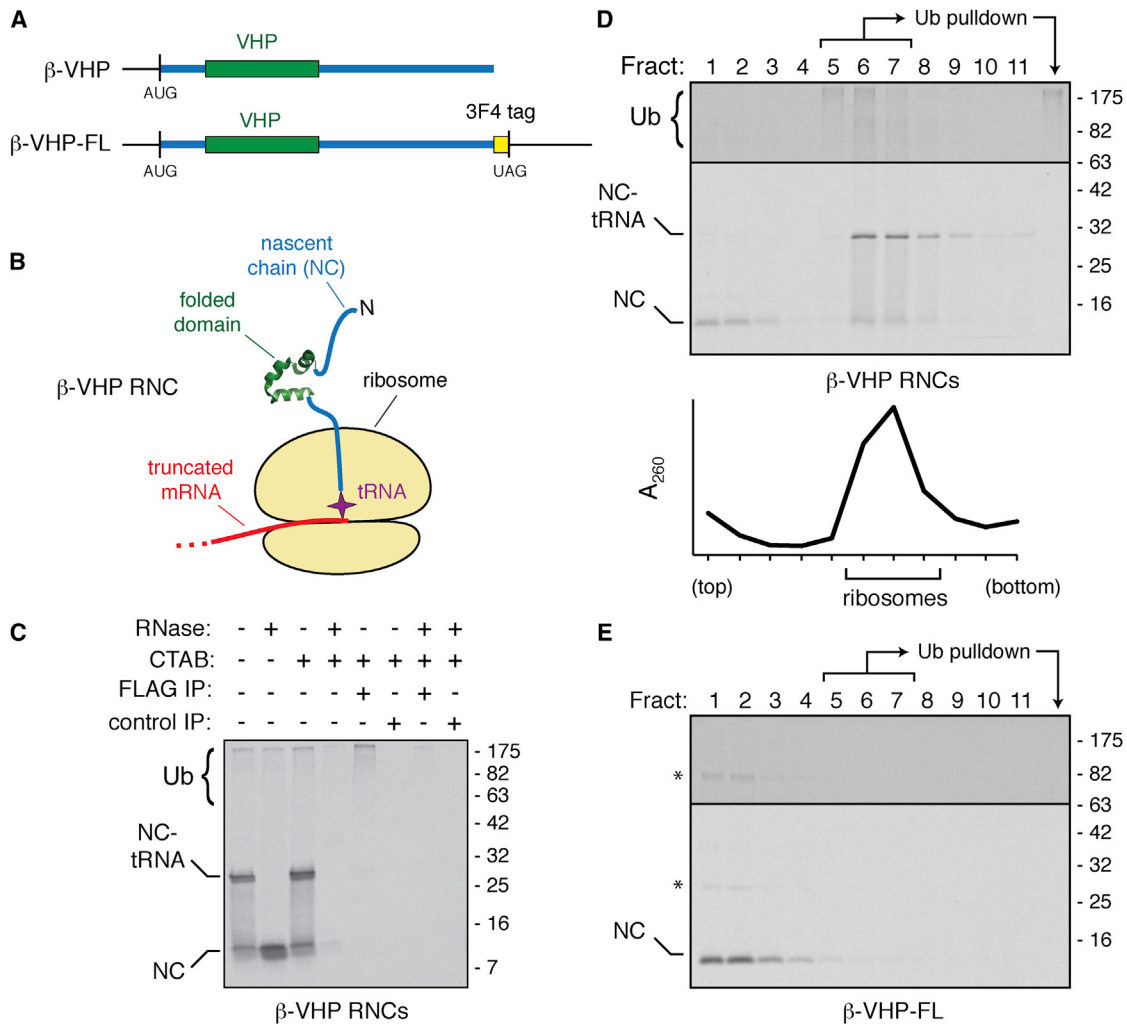 A
VHP
β-VHP
AUG
3F4 tag
VHP
β-VHP-FL
AUG
UAG
B
nascent
chain (NC)
N
folded
domain
β-VHP RNC
ribosome
truncated
mRNA
tRNA
C
RNase: - + - + - - + +
CTAB: - - + + + + + +
FLAG IP: - - - - + - + -
control IP: - - - - - + - +
Ub
NC-
tRNA
NC
- 175
- 82
- 63
- 42
- 32
- 25
- 16
- 7
β-VHP RNCs
D
Ub pulldown
Fract: 1 2 3 4 5 6 7 8 9 10 11
Ub
NC-
tRNA
NC
- 175
- 82
- 63
- 42
- 32
- 25
- 16
β-VHP RNCs
A260
(top)
ribosomes
(bottom)
E
Ub pulldown
Fract: 1 2 3 4 5 6 7 8 9 10 11
*
*
NC
- 175
- 82
- 63
- 42
- 32
- 25
- 16
β-VHP-FL